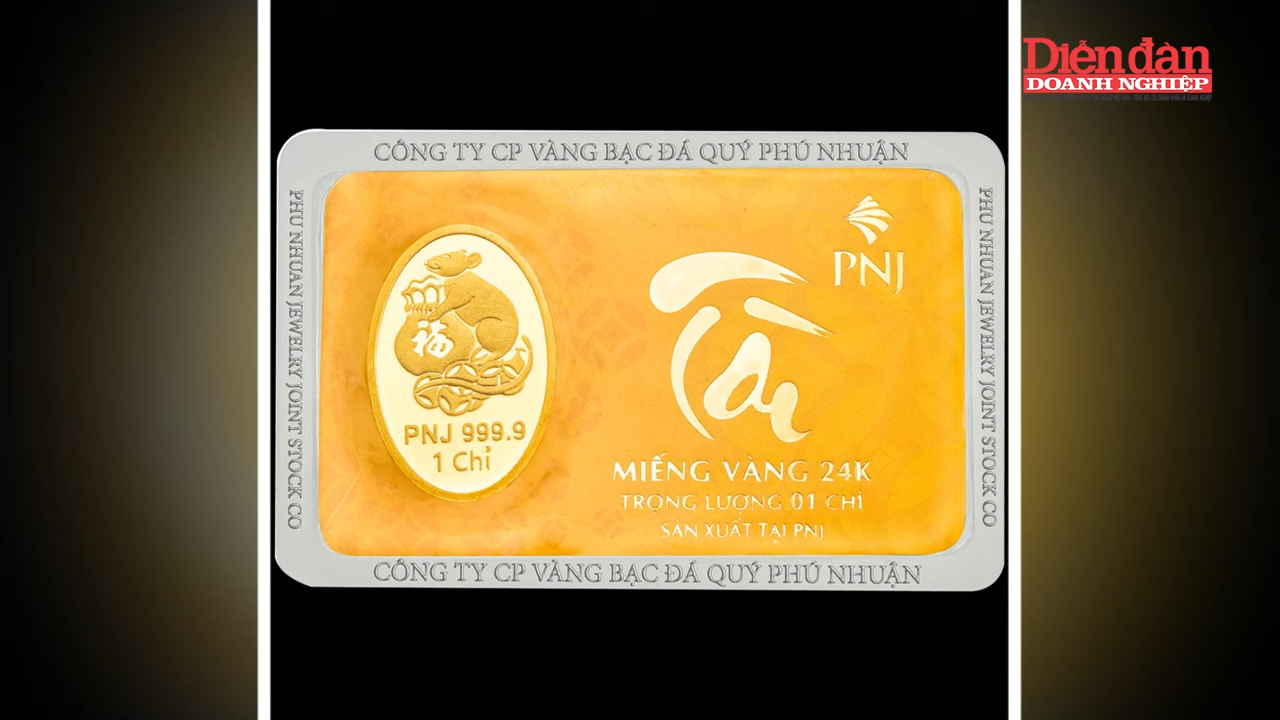 Diễn đàn
DOANH NGHIỆP
CÔNG TY CP VÀNG BẠC ĐÁ QUÝ PHÚ NHUẬN
PHU NHUAN JEWELRY JOINT STOCK CO
PNJ
福
PNJ 999.9
1 Chỉ
Tài
MIẾNG VÀNG 24K
TRỌNG LƯỢNG 01 CHỈ
SẢN XUẤT TẠI PNJ
PHU NHUAN JEWELRY JOINT STOCK CO
CÔNG TY CP VÀNG BẠC ĐÁ QUÝ PHÚ NHUẬN